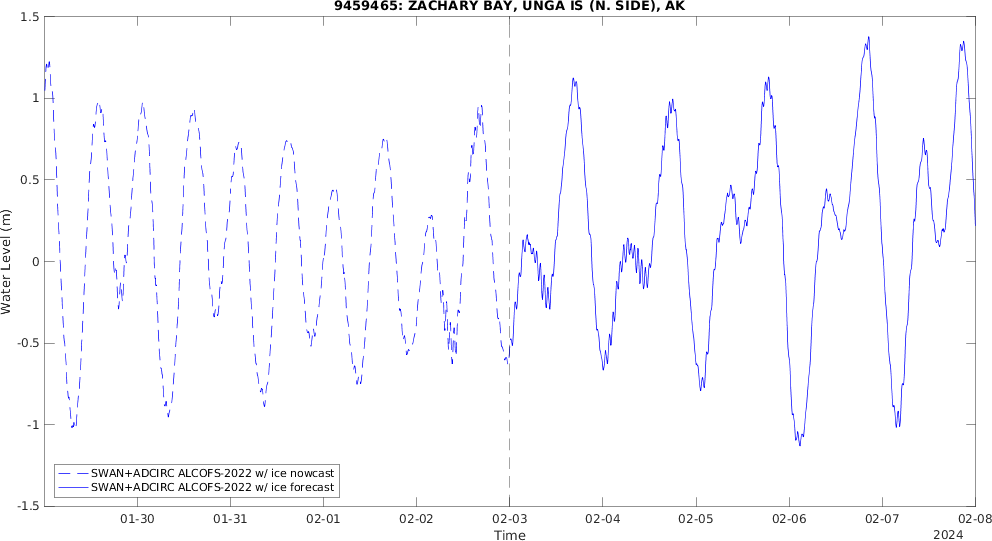 9459465: ZACHARY BAY, UNGA IS (N. SIDE), AK
1.5
1
0.5
0
-0.5
-1
-1.5
Water Level (m)
SWAN+ADCIRC ALCOFS-2022 w/ ice nowcast
SWAN+ADCIRC ALCOFS-2022 w/ ice forecast
01-30 01-31 02-01 02-02 02-03 02-04 02-05 02-06 02-07 02-08
Time
2024